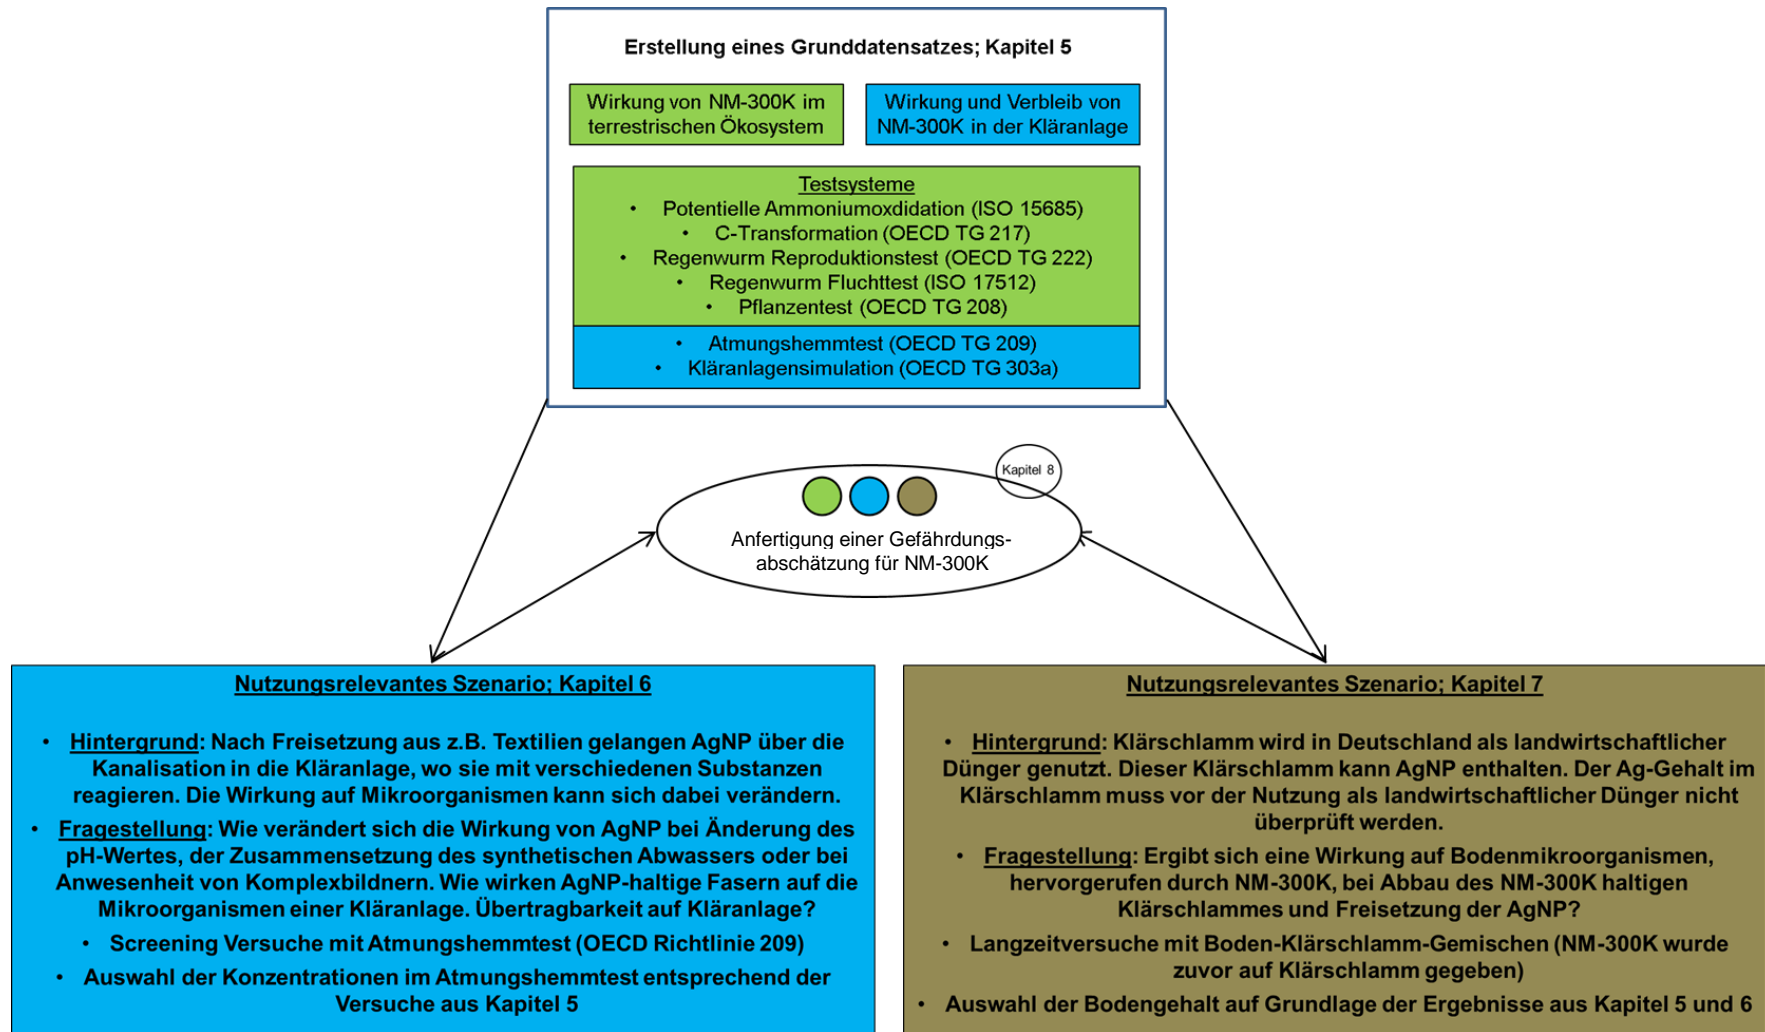 Erstellung eines Grunddatensatzes; Kapitel 5
Wirkung von NM-300K im
terrestrischen Ökosystem
Wirkung und Verbleib von
NM-300K in der Kläranlage
Testsysteme
• Potentielle Ammoniumoxdidation (ISO 15685)
• C-Transformation (OECD TG 217)
• Regenwurm Reproduktionstest (OECD TG 222)
• Regenwurm Fluchttest (ISO 17512)
• Pflanzentest (OECD TG 208)
• Atmungshemmtest (OECD TG 209)
• Kläranlagensimulation (OECD TG 303a)
Kapitel 8
Anfertigung einer Gefährdungs-
abschätzung für NM-300K
Nutzungsrelevantes Szenario; Kapitel 6
• Hintergrund: Nach Freisetzung aus z.B. Textilien gelangen AgNP über die
Kanalisation in die Kläranlage, wo sie mit verschiedenen Substanzen
reagieren. Die Wirkung auf Mikroorganismen kann sich dabei verändern.
• Fragestellung: Wie verändert sich die Wirkung von AgNP bei Änderung des
pH-Wertes, der Zusammensetzung des synthetischen Abwassers oder bei
Anwesenheit von Komplexbildnern. Wie wirken AgNP-haltige Fasern auf die
Mikroorganismen einer Kläranlage. Übertragbarkeit auf Kläranlage?
• Screening Versuche mit Atmungshemmtest (OECD Richtlinie 209)
• Auswahl der Konzentrationen im Atmungshemmtest entsprechend der
Versuche aus Kapitel 5
Nutzungsrelevantes Szenario; Kapitel 7
• Hintergrund: Klärschlamm wird in Deutschland als landwirtschaftlicher
Dünger genutzt. Dieser Klärschlamm kann AgNP enthalten. Der Ag-Gehalt im
Klärschlamm muss vor der Nutzung als landwirtschaftlicher Dünger nicht
überprüft werden.
• Fragestellung: Ergibt sich eine Wirkung auf Bodenmikroorganismen,
hervorgerufen durch NM-300K, bei Abbau des NM-300K haltigen
Klärschlammes und Freisetzung der AgNP?
• Langzeitversuche mit Boden-Klärschlamm-Gemischen (NM-300K wurde
zuvor auf Klärschlamm gegeben)
• Auswahl der Bodengehalt auf Grundlage der Ergebnisse aus Kapitel 5 und 6